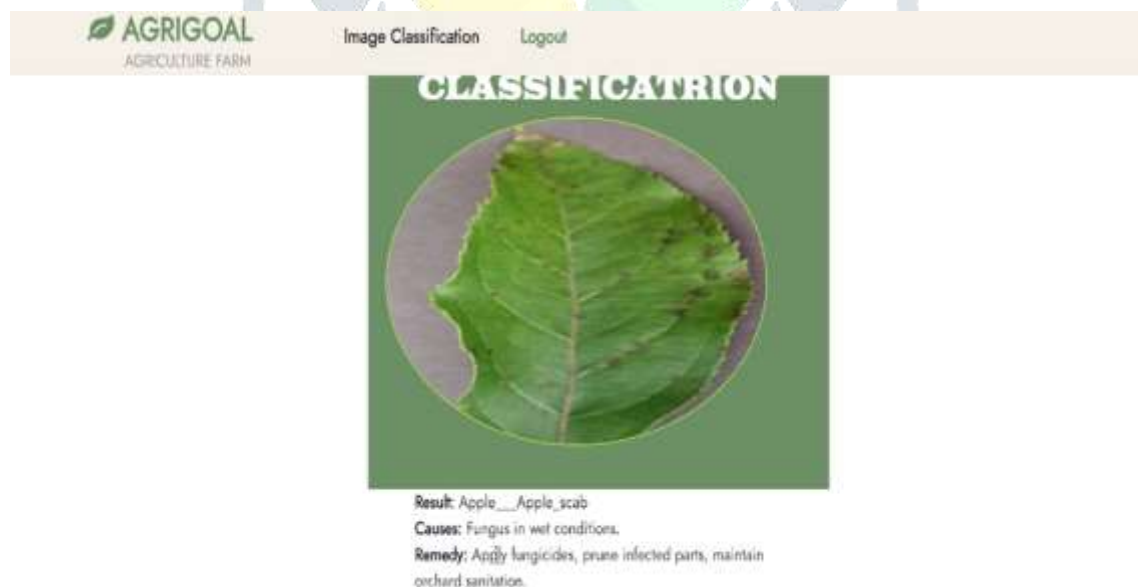 AGRIGOAL
AGRICULTURE FARM
Image Classification
Logout
CLASSIFICATRION
Result: Apple___Apple_scab
Causes: Fungus in wet conditions.
Remedy: Apply fungicides, prune infected parts, maintain
orchard sanitation.